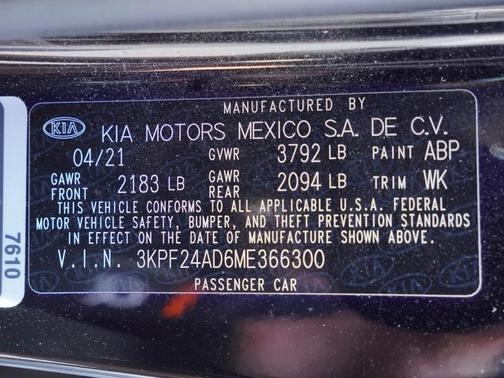 MANUFACTURED BY
KIA KIA MOTORS MEXICO S.A. DE C.V.
04/21 GVWR 3792 LB PAINT ABP
GAWR FRONT 2183 LB GAWR REAR 2094 LB TRIM WK
THIS VEHICLE CONFORMS TO ALL APPLICABLE U.S.A. FEDERAL
MOTOR VEHICLE SAFETY, BUMPER, AND THEFT PREVENTION STANDARDS
IN EFFECT ON THE DATE OF MANUFACTURE SHOWN ABOVE.
V.I.N. 3KPF24AD6ME366300
PASSENGER CAR
7610